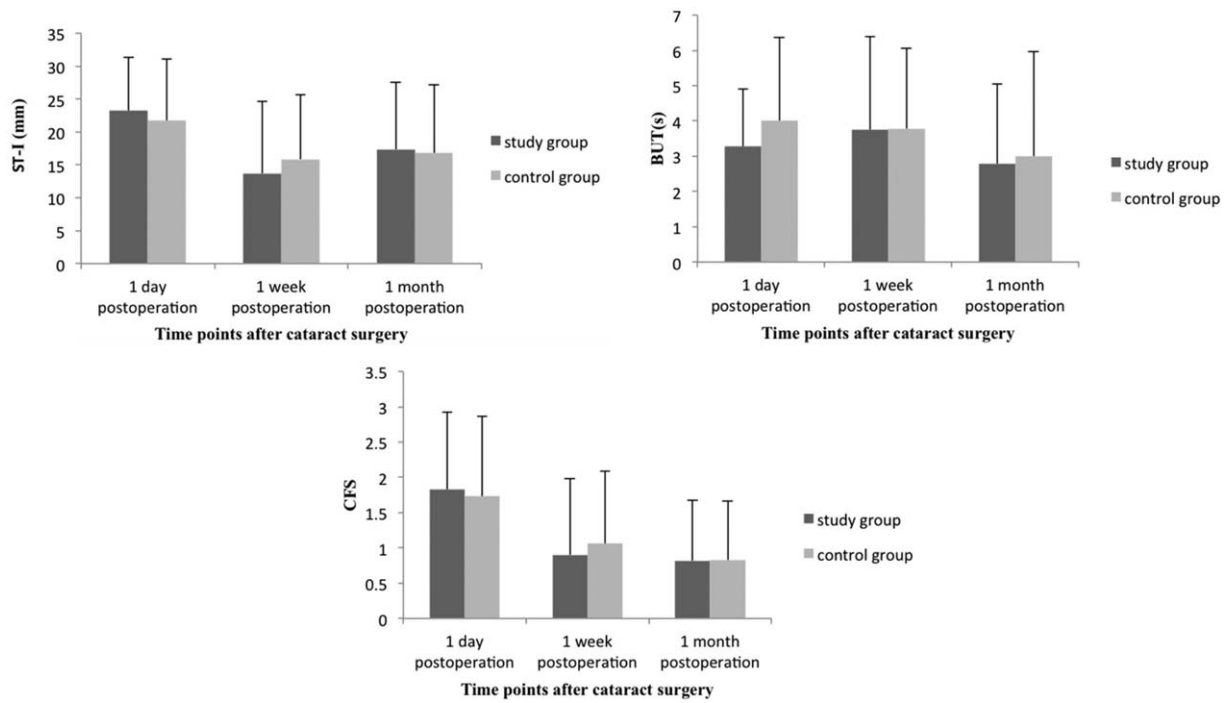 ST-I (mm)
35
30
25
20
15
10
5
0
1 day
postoperation
1 week
postoperation
1 month
postoperation
Time points after cataract surgery
study group
control group
BUT(s)
7
6
5
4
3
2
1
0
1 day
postoperation
1 week
postoperation
1 month
postoperation
Time points after cataract surgery
study group
control group
CFS
3.5
3
2.5
2
1.5
1
0.5
0
1 day
postoperation
1 week
postoperation
1 month
postoperation
Time points after cataract surgery
study group
control group